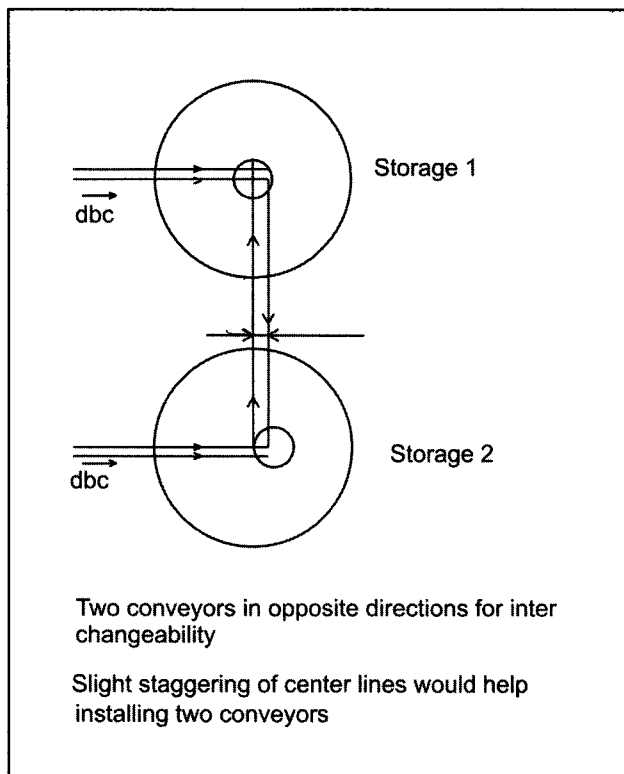 Storage 1
dbc
Storage 2
dbc
Two conveyors in opposite directions for inter
changeability
Slight staggering of center lines would help
installing two conveyors